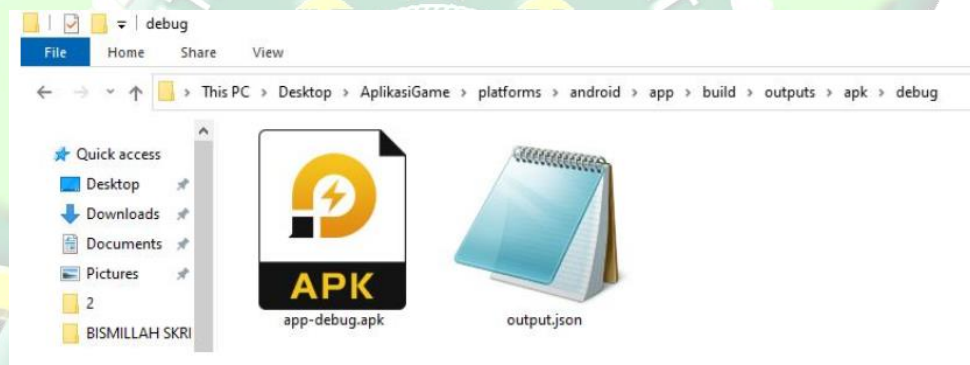 debug
File Home Share View
This PC > Desktop > AplikasiGame > platforms > android > app > build > outputs > apk > debug
Quick access
Desktop
Downloads
Documents
Pictures
2
BISMILLAH SKRI
APK
app-debug.apk
output.json